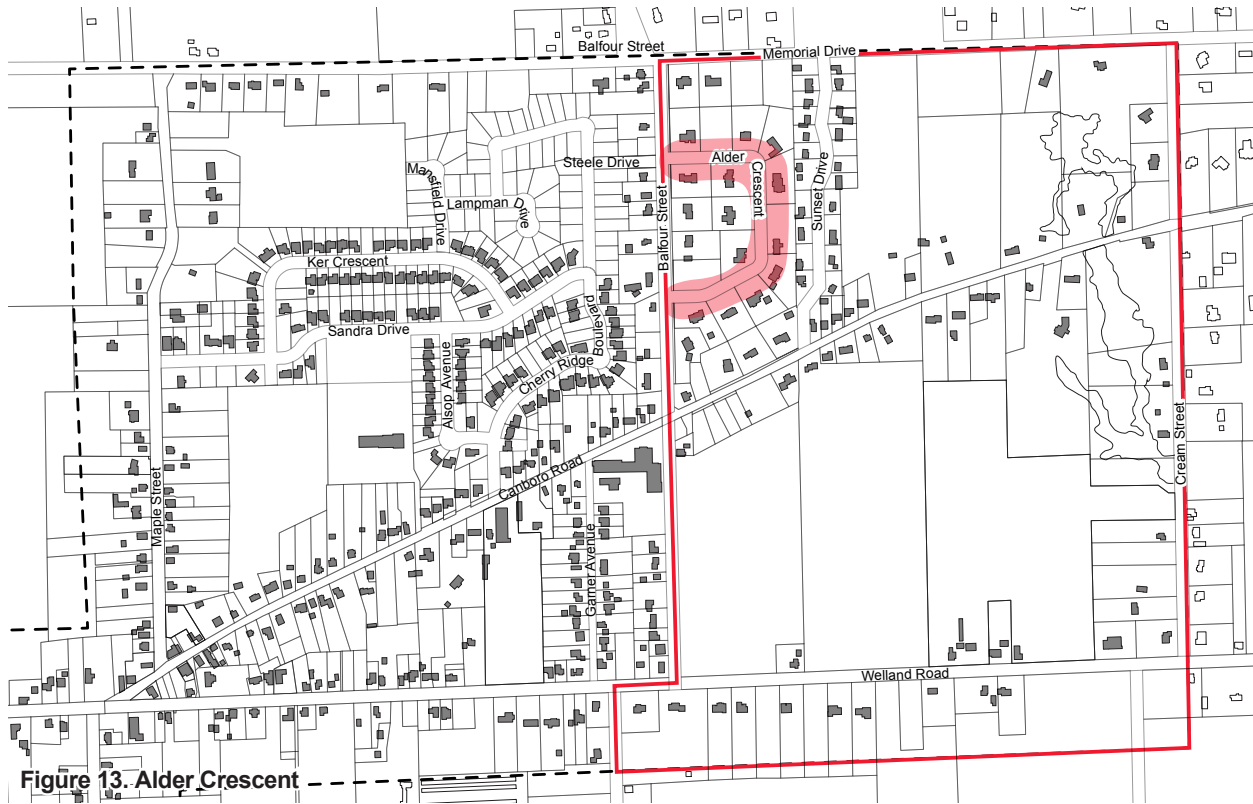 Balfour Street
Memorial Drive
Steele Drive
Alder
Crescent
Mansfield Drive
Lampman Drive
Sunset Drive
Balfour Street
Ker Crescent
Sandra Drive
Boulevard
Cherry Ridge
Alsop Avenue
Canboro Road
Cream Street
Maple Street
Garner Avenue
Welland Road
Figure 13. Alder Crescent